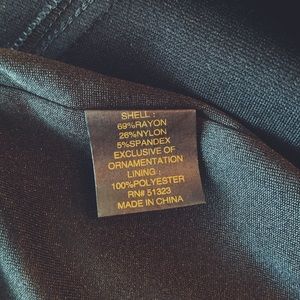 SHELL :
69%RAYON
26%NYLON
5%SPANDEX
EXCLUSIVE OF
ORNAMENTATION
LINING :
100%POLYESTER
RN# 51323
MADE IN CHINA